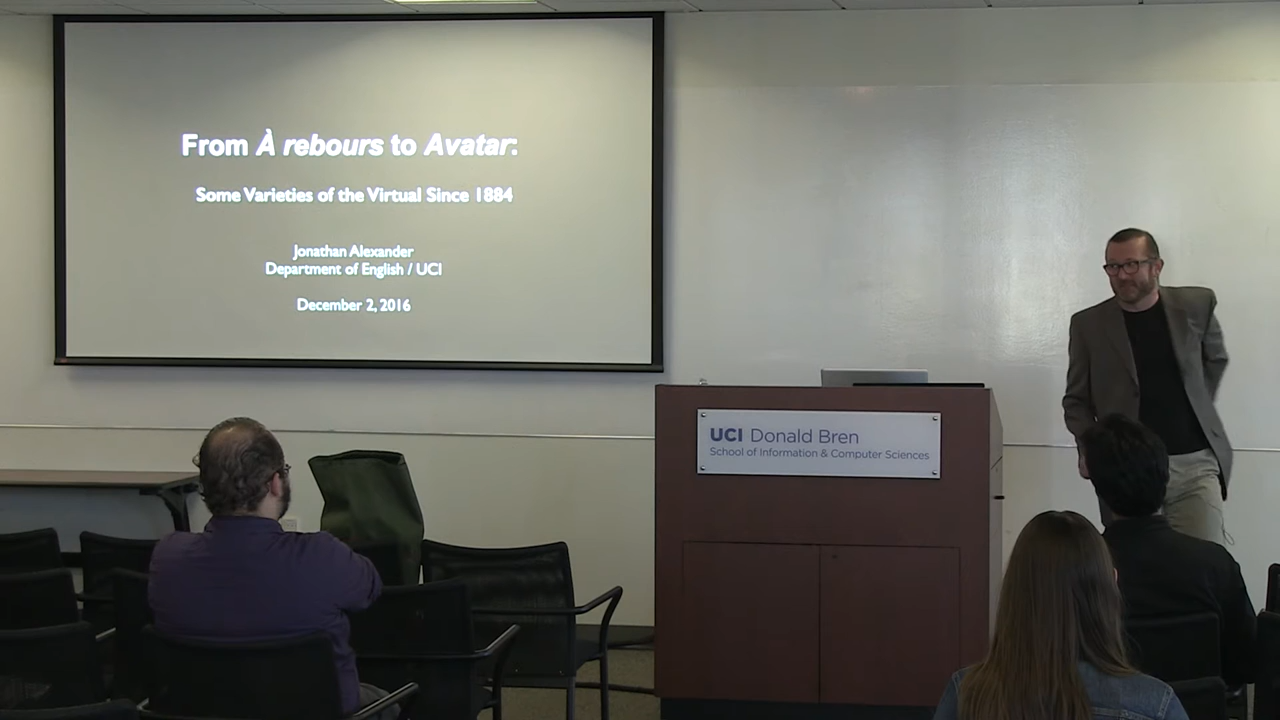 From À rebours to Avatar:
Some Varieties of the Virtual Since 1884
Jonathan Alexander
Department of English / UCI
December 2, 2016
UCI Donald Bren
School of Information & Computer Sciences